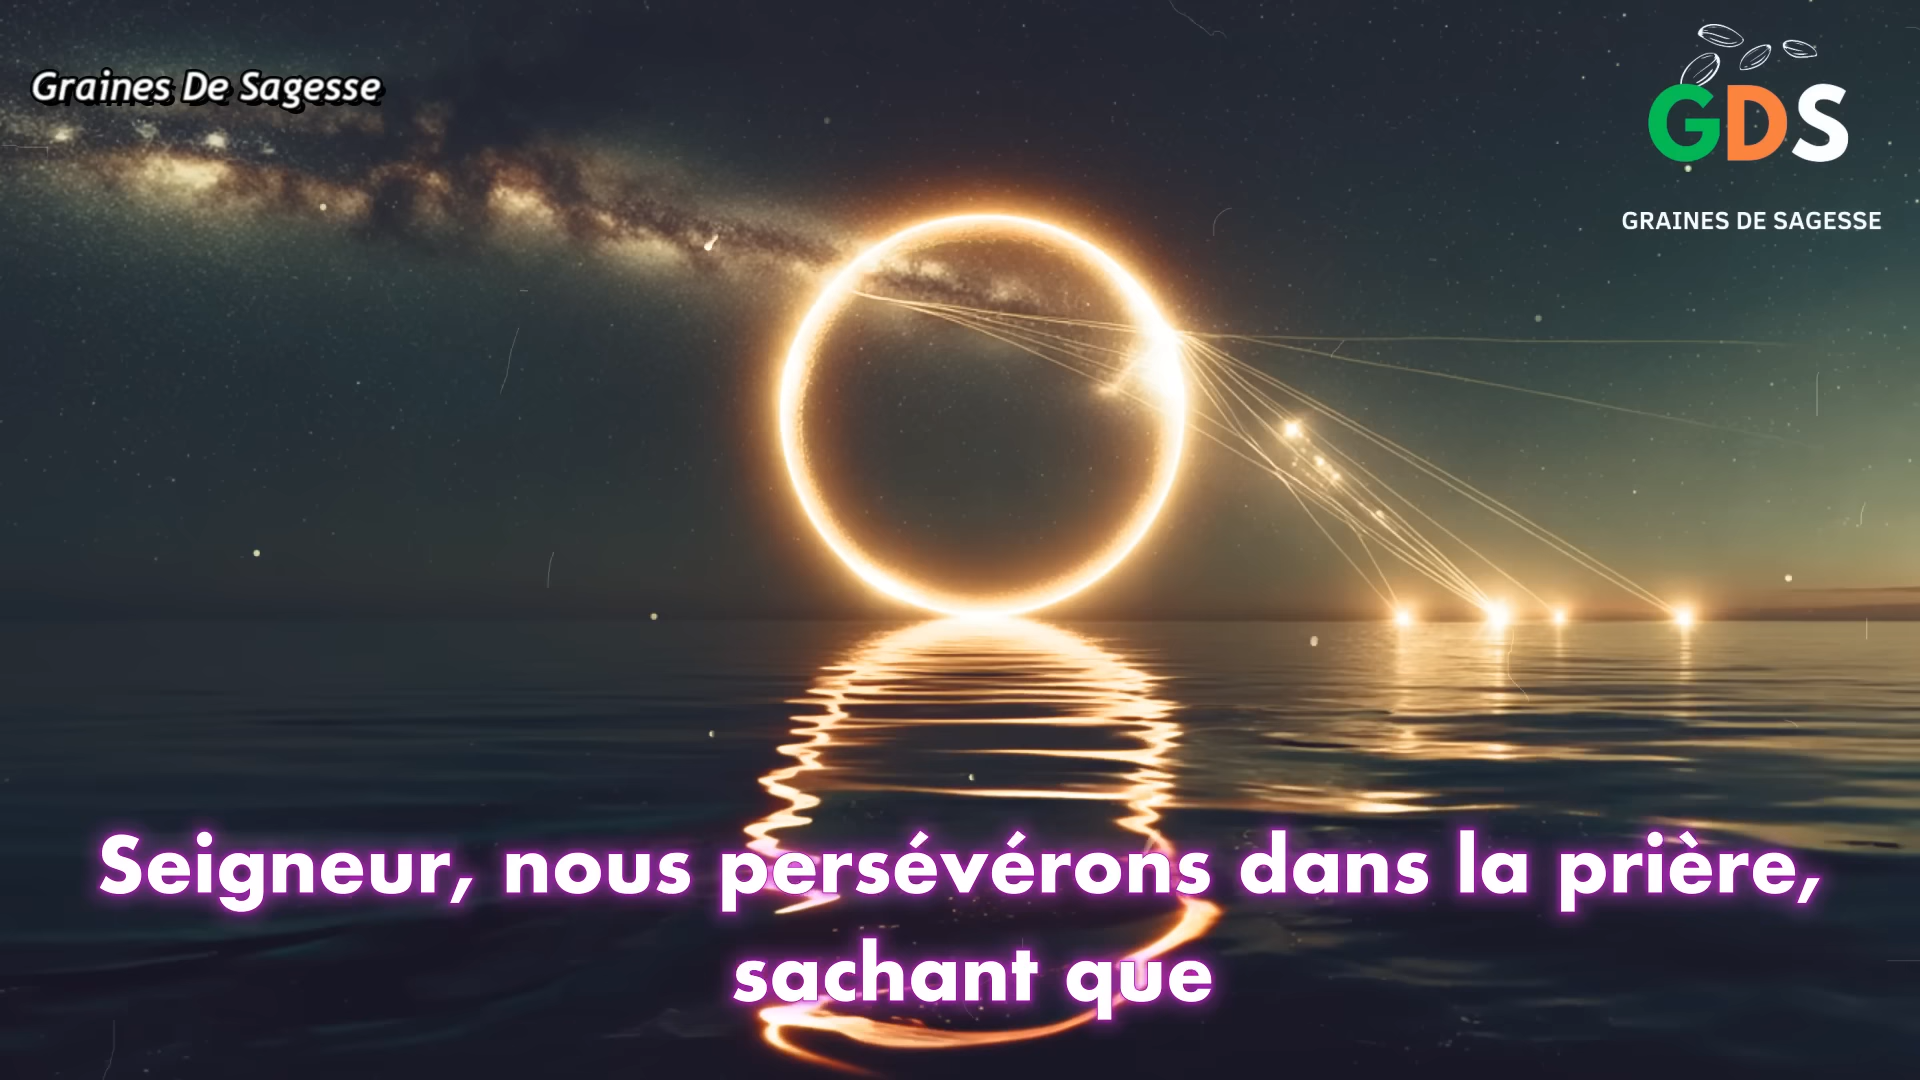 Graines De Sagesse
GDS
GRAINES DE SAGESSE
Seigneur, nous persévérons dans la prière,
sachant que